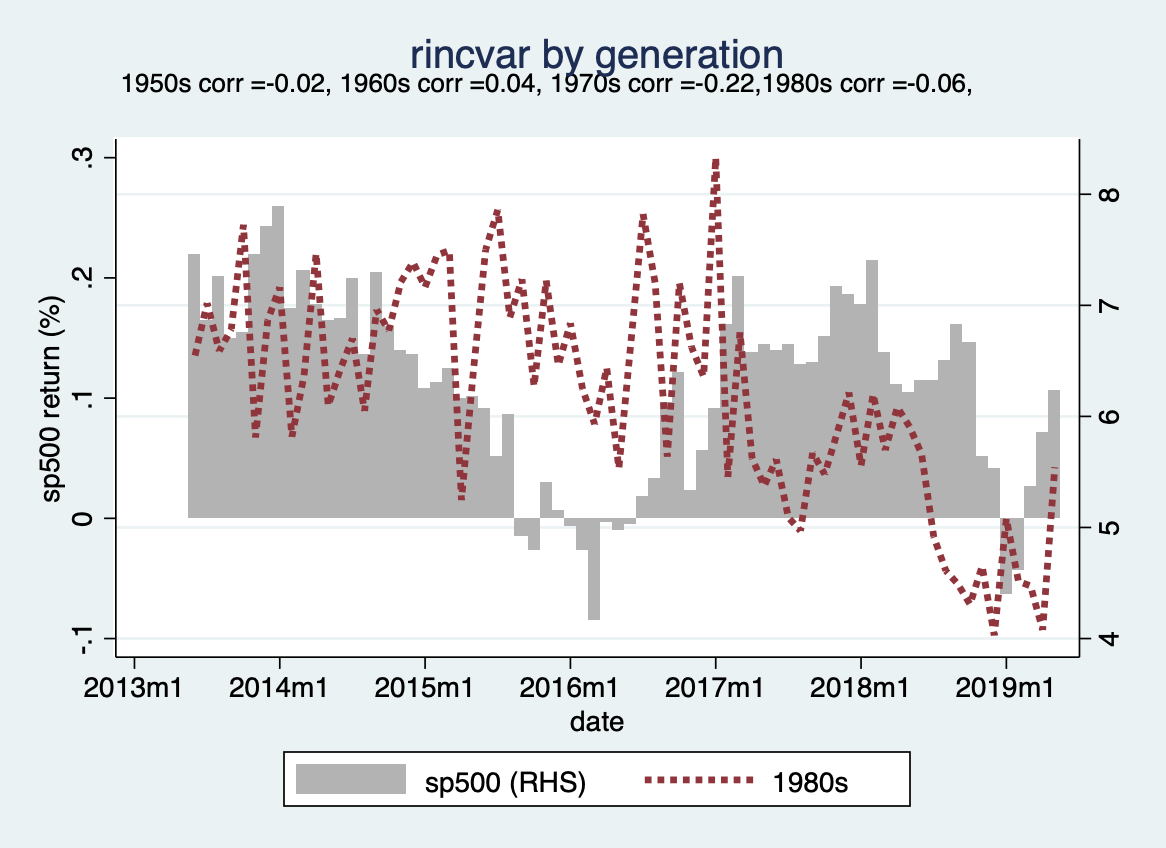 rincvar by generation
1950s corr =-0.02, 1960s corr =0.04, 1970s corr =-0.22,1980s corr =-0.06,
sp500 return (%)
.3
.2
.1
0
-.1
8
7
6
5
4
2013m1 2014m1 2015m1 2016m1 2017m1 2018m1 2019m1
date
sp500 (RHS) 1980s